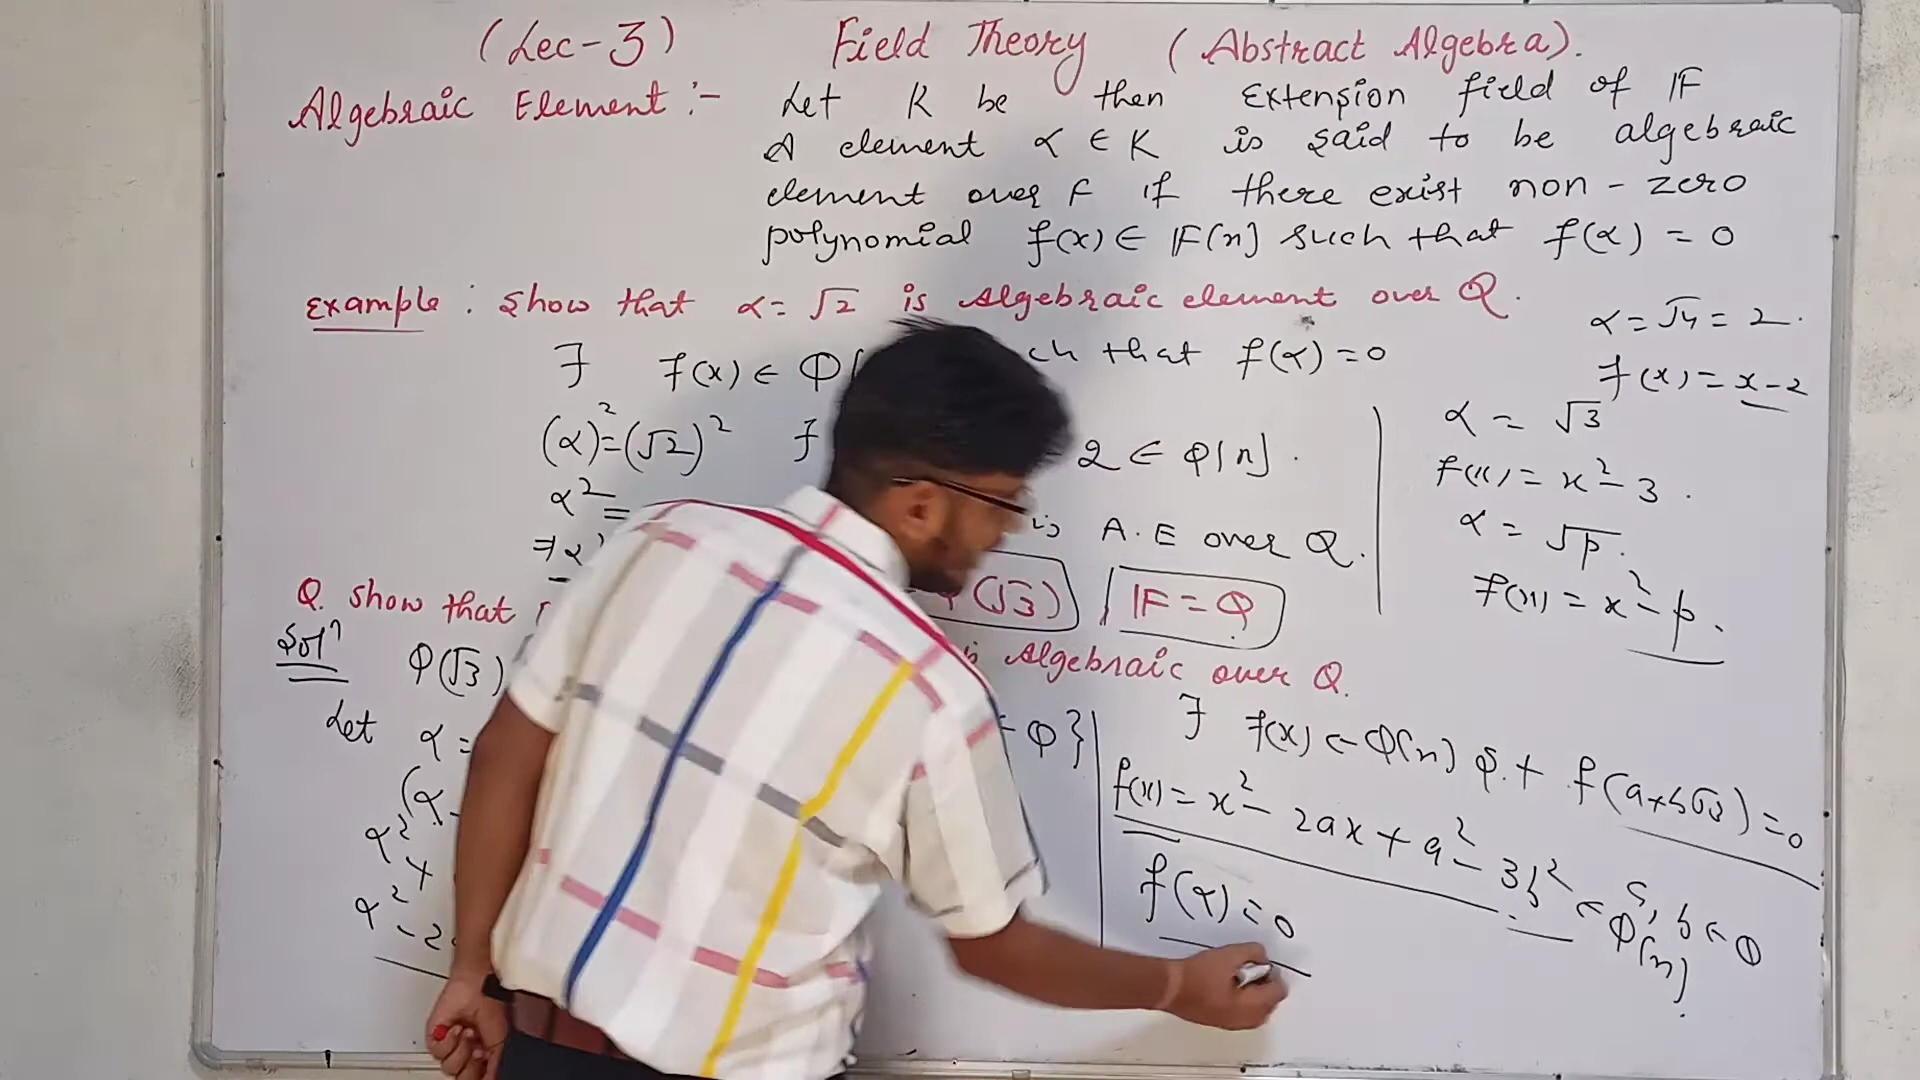 (Lec-3) Field Theory (Abstract Algebra).
Algebraic Element :- Let K be then Extension field of IF
A element α ∈ K is said to be algebraic
element over F if there exist non-zero
polynomial f(x) ∈ IF[x] such that f(α) = 0
Example : Show that α = √2 is Algebraic element over Q.
∃ f(x) ∈ Q that f(α) = 0
(α)² = (√2)² f 2 ∈ Q[x].
α² =
⇒ α
is A.E over Q.
α = √4 = 2.
f(x) = x-2
α = √3
f(x) = x² - 3.
α = √p.
f(x) = x² - p.
Q. Show that (√3) IF = Q
is Algebraic over Q.
Solⁿ Q(√3)
Let α = Q}
(α -
α² +
α² - 2
∃ f(x) ∈ Q[x] s.t f(a+b√3) = 0
f(x) = x² - 2ax + a² - 3b² ∈ Q[x]
a, b ∈ Q
f(α) = 0